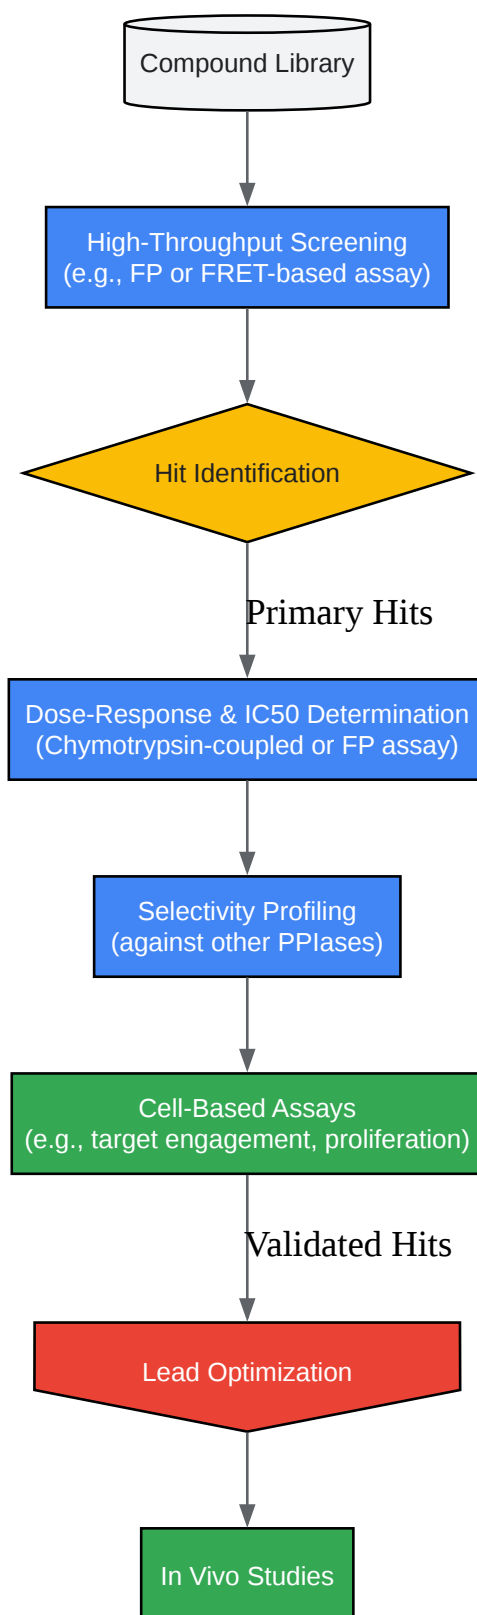 Compound Library
High-Throughput Screening
(e.g., FP or FRET-based assay)
Hit Identification
Primary Hits
Dose-Response & IC50 Determination
(Chymotrypsin-coupled or FP assay)
Selectivity Profiling
(against other PPIases)
Cell-Based Assays
(e.g., target engagement, proliferation)
Validated Hits
Lead Optimization
In Vivo Studies